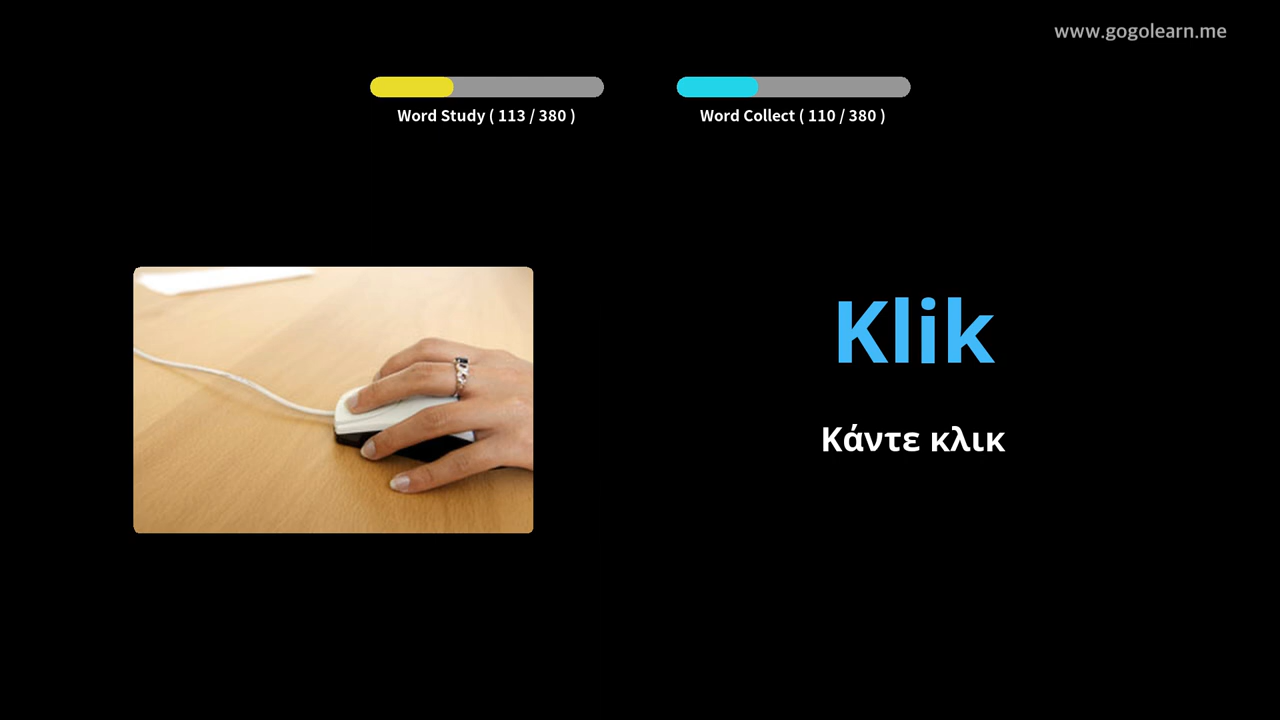 www.gogolearn.me
Word Study ( 113 / 380 )
Word Collect ( 110 / 380 )
Klik
Κάντε κλικ